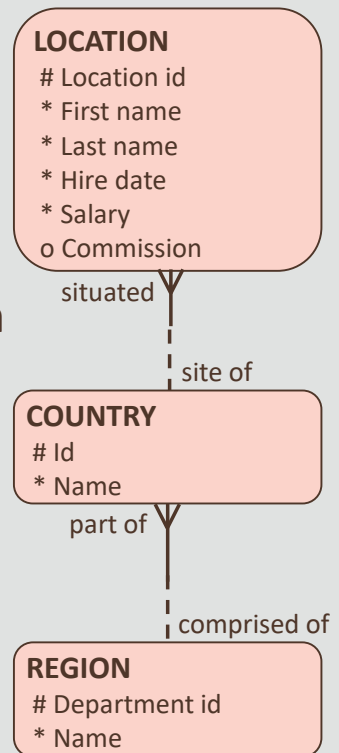 LOCATION
# Location id
* First name
* Last name
* Hire date
* Salary
o Commission
situated
site of
COUNTRY
# Id
* Name
part of
comprised of
REGION
# Department id
* Name